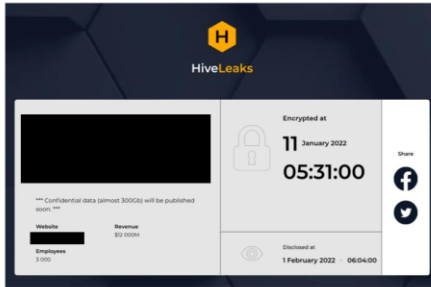 H
HiveLeaks
*** Confidential data (almost 300Gb) will be published
soon. ***
Website
Revenue
$12 000M
Employees
3 000
Encrypted at
11 January 2022
05:31:00
Disclosed at
1 February 2022 - 06:04:00
Share